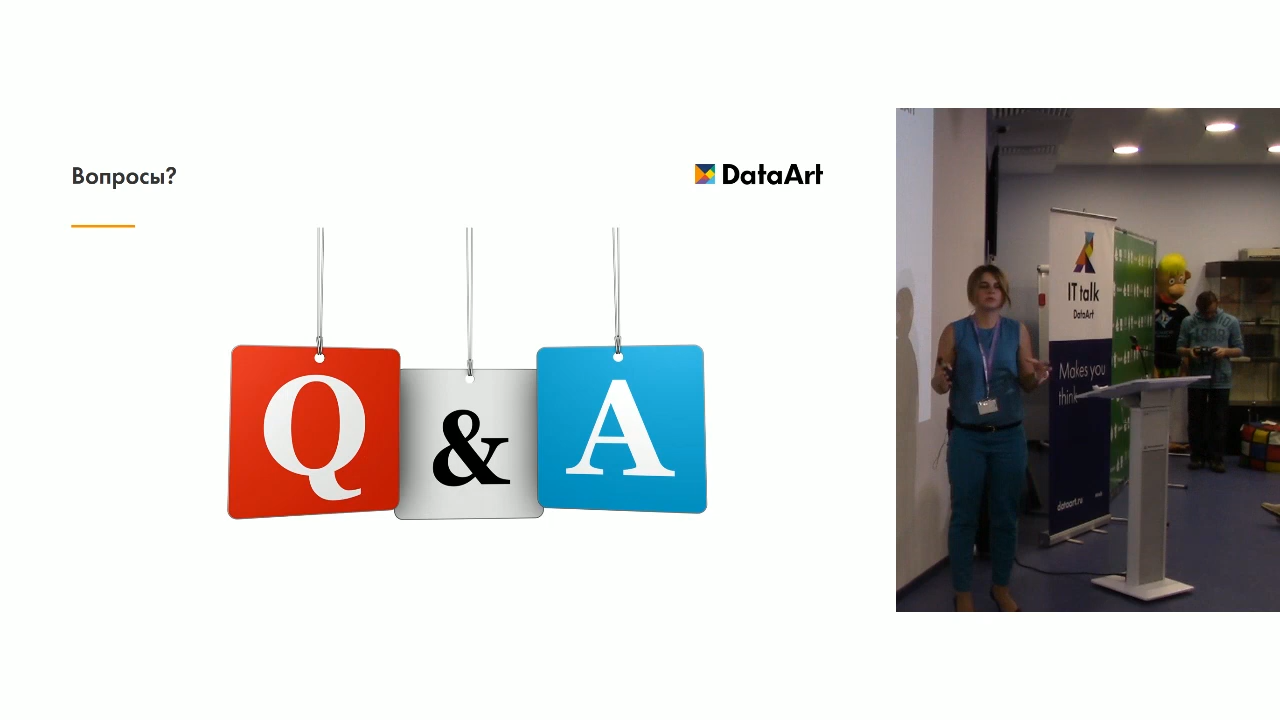 Вопросы?
DataArt
Q & A
IT talk
DataArt
Makes you
think
dataart.ru